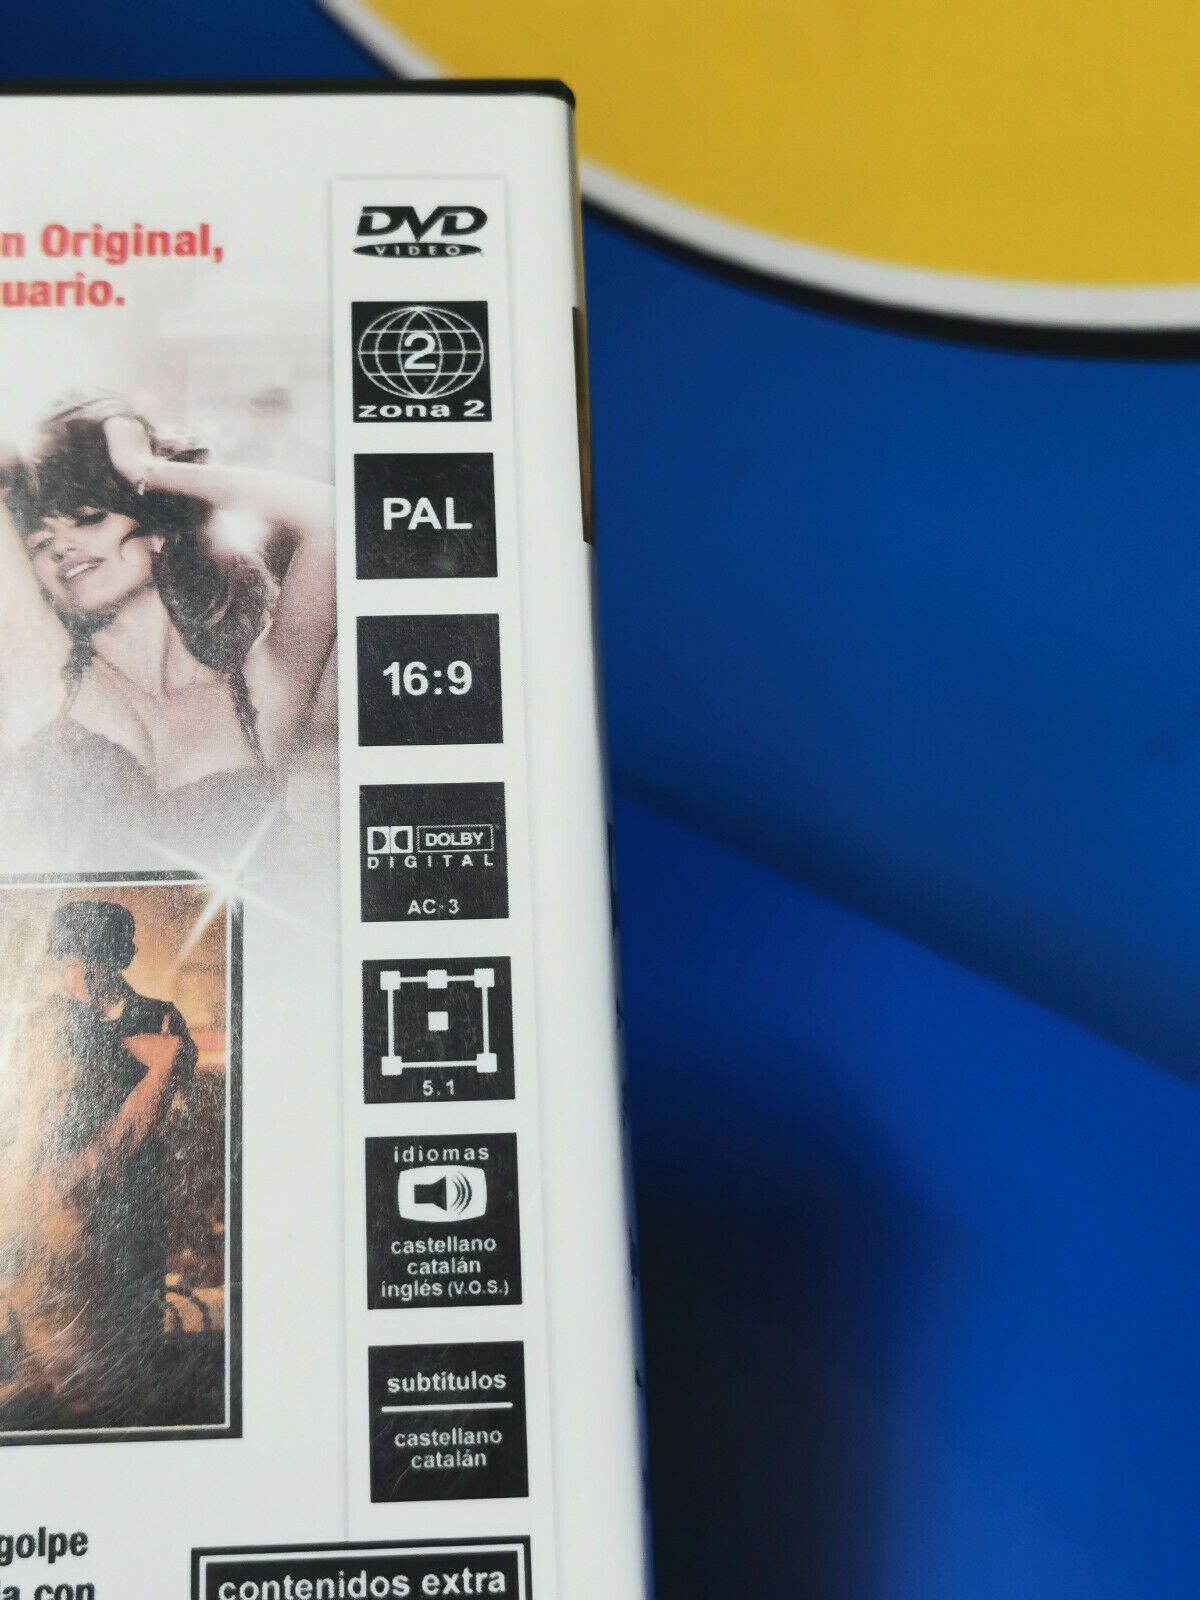 n Original,
uario.
DVD
VIDEO
2
zona 2
PAL
16:9
DOLBY
DIGITAL
AC-3
5.1
idiomas
castellano
catalán
inglés (V.O.S.)
subtítulos
castellano
catalán
golpe
a con
contenidos extra